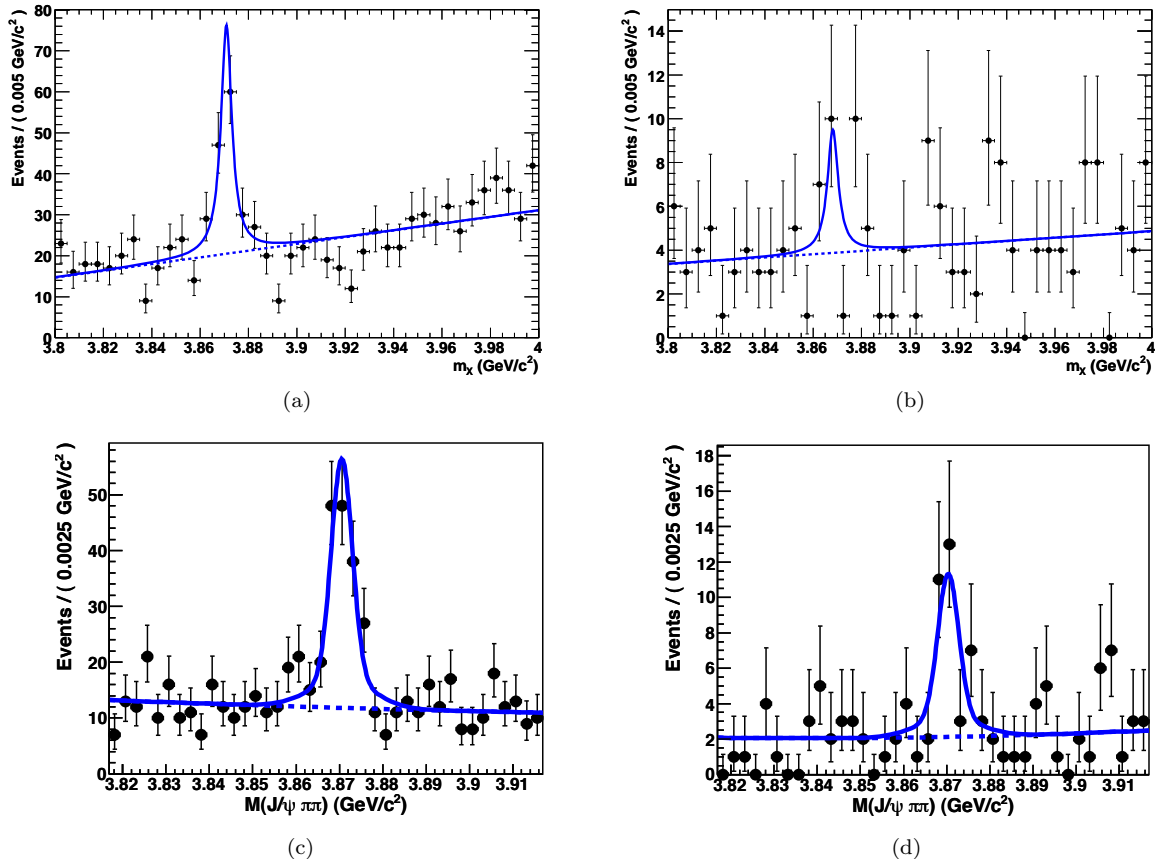 Events / ( 0.005 GeV/c² )
80
70
60
50
40
30
20
10
0
3.8 3.82 3.84 3.86 3.88 3.9 3.92 3.94 3.96 3.98 4
mX (GeV/c²)
(a)
Events / ( 0.005 GeV/c² )
14
12
10
8
6
4
2
0
3.8 3.82 3.84 3.86 3.88 3.9 3.92 3.94 3.96 3.98 4
mX (GeV/c²)
(b)
Events / ( 0.0025 GeV/c² )
50
40
30
20
10
0
3.82 3.83 3.84 3.85 3.86 3.87 3.88 3.89 3.9 3.91
M(J/ψ ππ) (GeV/c²)
(c)
Events / ( 0.0025 GeV/c² )
18
16
14
12
10
8
6
4
2
0
3.82 3.83 3.84 3.85 3.86 3.87 3.88 3.89 3.9 3.91
M(J/ψ ππ) (GeV/c²)
(d)